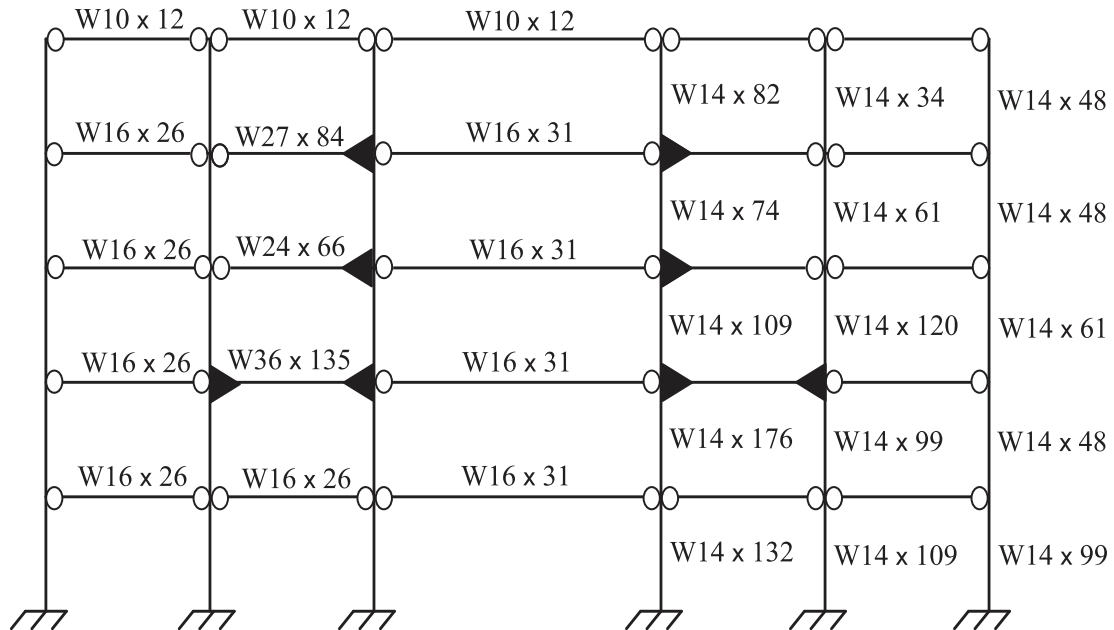 W10 x 12 W10 x 12 W10 x 12
W14 x 82 W14 x 34 W14 x 48
W16 x 26 W27 x 84 W16 x 31
W14 x 74 W14 x 61 W14 x 48
W16 x 26 W24 x 66 W16 x 31
W14 x 109 W14 x 120 W14 x 61
W16 x 26 W36 x 135 W16 x 31
W14 x 176 W14 x 99 W14 x 48
W16 x 26 W16 x 26 W16 x 31
W14 x 132 W14 x 109 W14 x 99